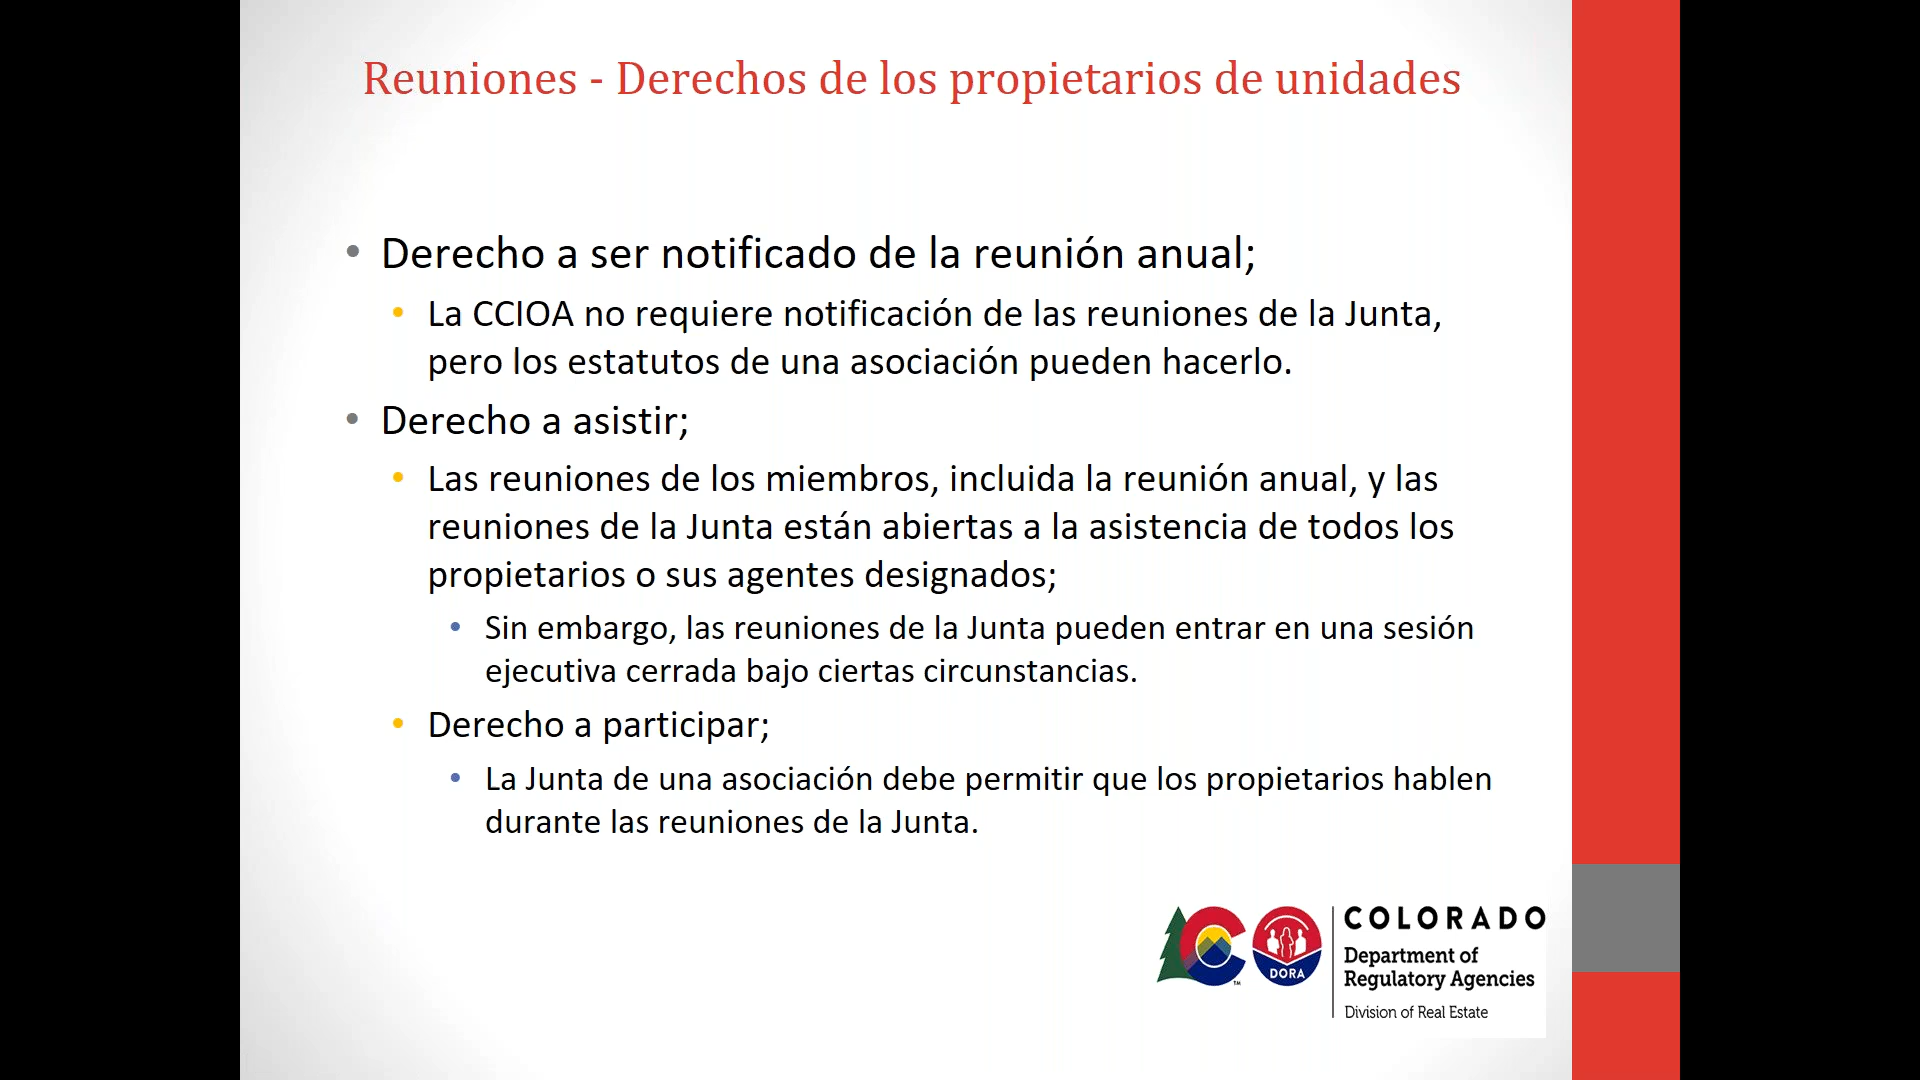 Reuniones - Derechos de los propietarios de unidades
• Derecho a ser notificado de la reunión anual;
• La CCIOA no requiere notificación de las reuniones de la Junta,
pero los estatutos de una asociación pueden hacerlo.
• Derecho a asistir;
• Las reuniones de los miembros, incluida la reunión anual, y las
reuniones de la Junta están abiertas a la asistencia de todos los
propietarios o sus agentes designados;
• Sin embargo, las reuniones de la Junta pueden entrar en una sesión
ejecutiva cerrada bajo ciertas circunstancias.
• Derecho a participar;
• La Junta de una asociación debe permitir que los propietarios hablen
durante las reuniones de la Junta.
TM
DORA
COLORADO
Department of
Regulatory Agencies
Division of Real Estate